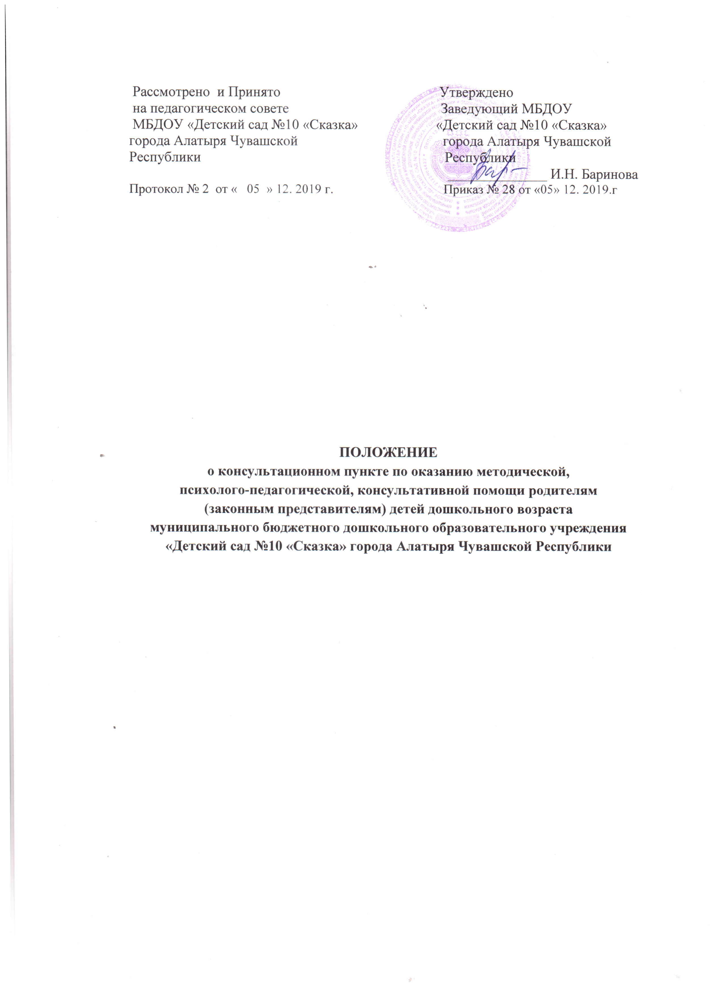 Рассмотрено и Принято
на педагогическом совете
МБДОУ «Детский сад №10 «Сказка»
города Алатыря Чувашской
Республики
Протокол № 2 от « 05 » 12. 2019 г.
Утверждено
Заведующий МБДОУ
«Детский сад №10 «Сказка»
города Алатыря Чувашской
Республики
______________ И.Н. Баринова
Приказ № 28 от «05» 12. 2019.г
ПОЛОЖЕНИЕ
о консультационном пункте по оказанию методической,
психолого-педагогической, консультативной помощи родителям
(законным представителям) детей дошкольного возраста
муниципального бюджетного дошкольного образовательного учреждения
«Детский сад №10 «Сказка» города Алатыря Чувашской Республики